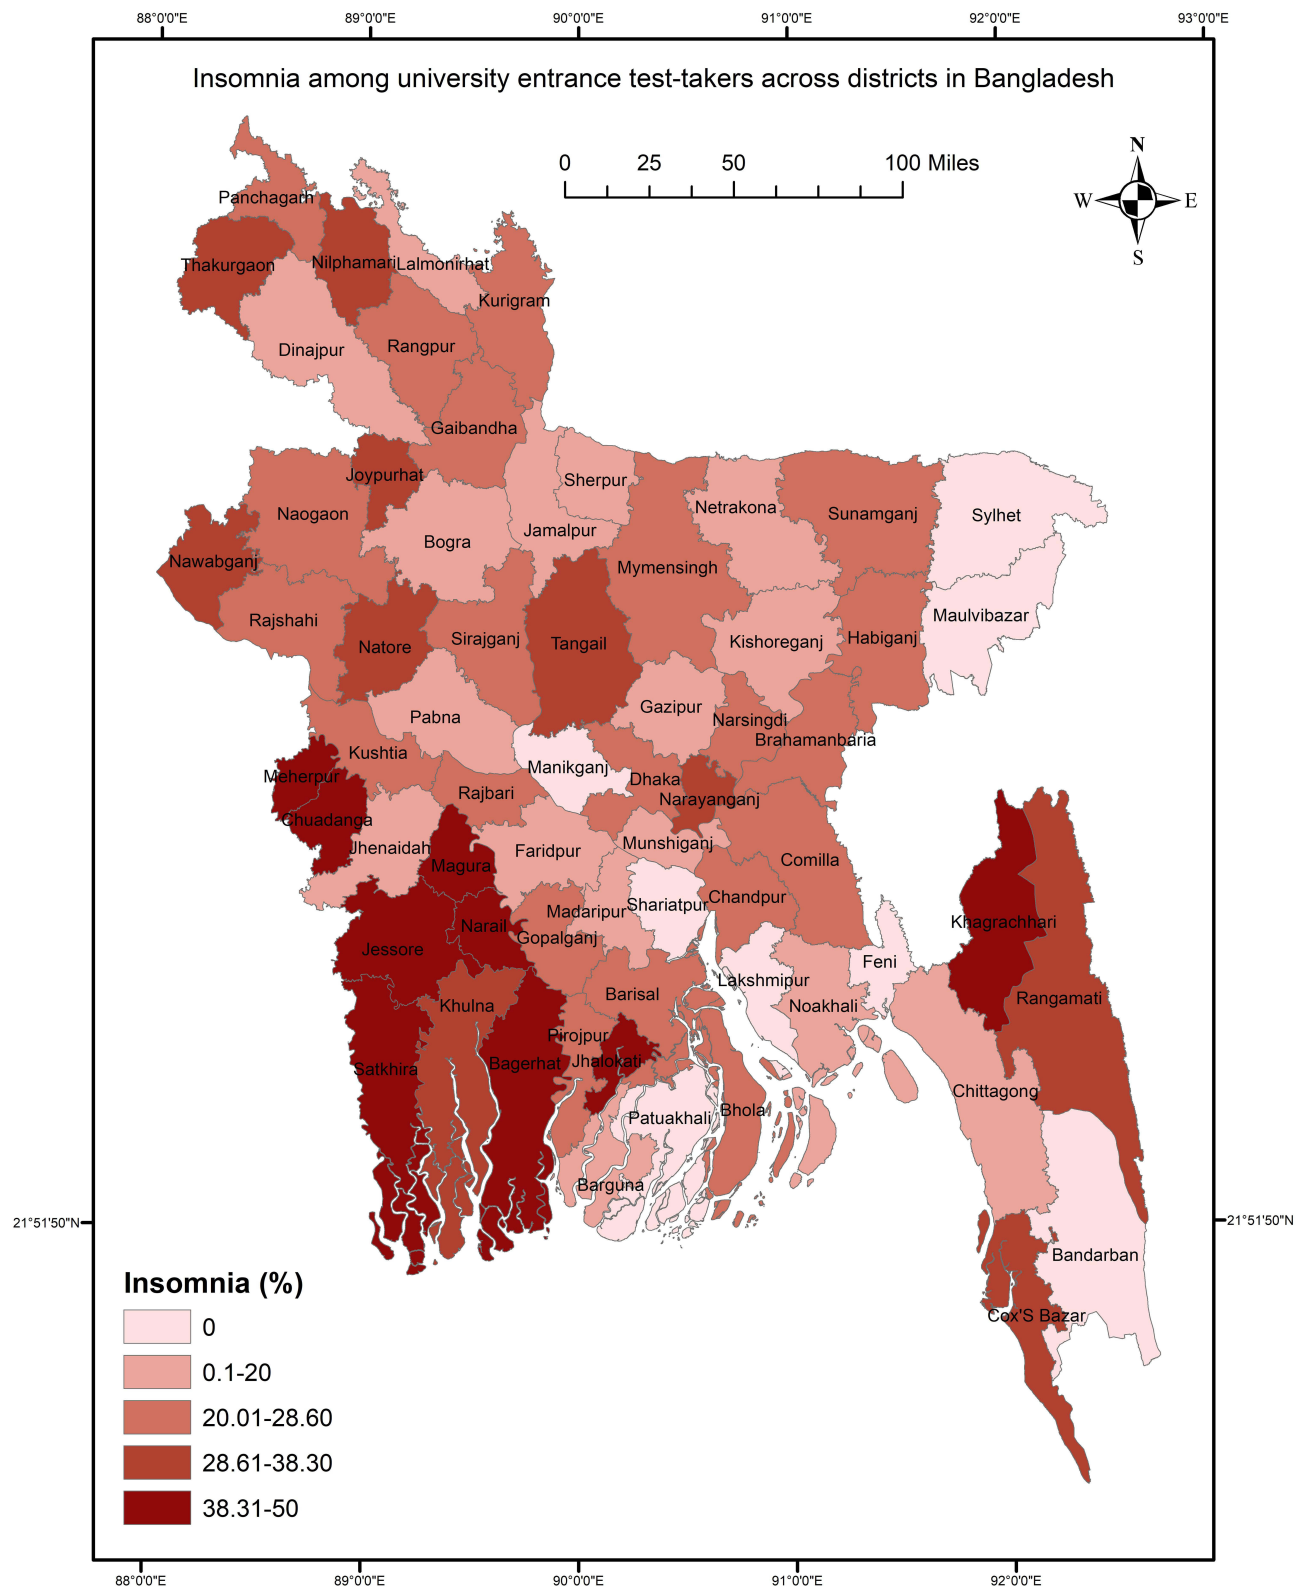 88°0'0"E 89°0'0"E 90°0'0"E 91°0'0"E 92°0'0"E 93°0'0"E
Insomnia among university entrance test-takers across districts in Bangladesh
N
0 25 50 100 Miles
W E
S
Panchagarh
Thakurgaon
Nilphamari
Lalmonirhat
Kurigram
Dinajpur
Rangpur
Gaibandha
Joypurhat
Sherpur
Netrakona
Naogaon
Sunamganj
Sylhet
Jamalpur
Bogra
Nawabganj
Mymensingh
Maulvibazar
Rajshahi
Natore
Sirajganj
Tangail
Kishoreganj
Habiganj
Gazipur
Pabna
Narsingdi
Brahamanbaria
Kushtia
Manikganj
Meherpur
Dhaka
Rajbari
Narayanganj
Chuadanga
Jhenaidah
Munshiganj
Faridpur
Magura
Comilla
Chandpur
Shariatpur
Madaripur
Khagrachhari
Narail
Gopalganj
Jessore
Feni
Lakshmipur
Barisal
Rangamati
Khulna
Noakhali
Pirojpur
Jhalokati
Bagerhat
Satkhira
Chittagong
Bhola
Patuakhali
Barguna
21°51'50"N 21°51'50"N
Bandarban
Cox'S Bazar
Insomnia (%)
0
0.1-20
20.01-28.60
28.61-38.30
38.31-50
88°0'0"E 89°0'0"E 90°0'0"E 91°0'0"E 92°0'0"E